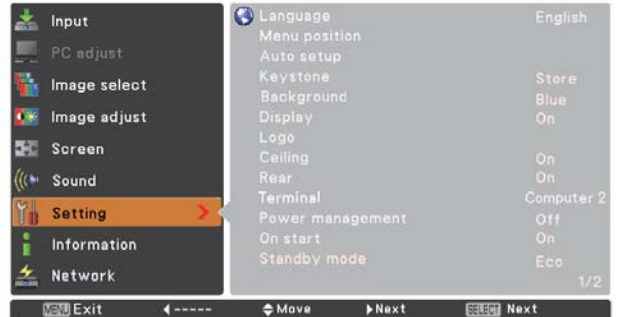 Input
PC adjust
Image select
Image adjust
Screen
Sound
Setting
Information
Network
Language English
Menu position
Auto setup
Keystone Store
Background Blue
Display On
Logo
Ceiling On
Rear On
Terminal Computer 2
Power management Off
On start On
Standby mode Eco
1/2
MENU Exit ◀----- Move Next SELECT Next